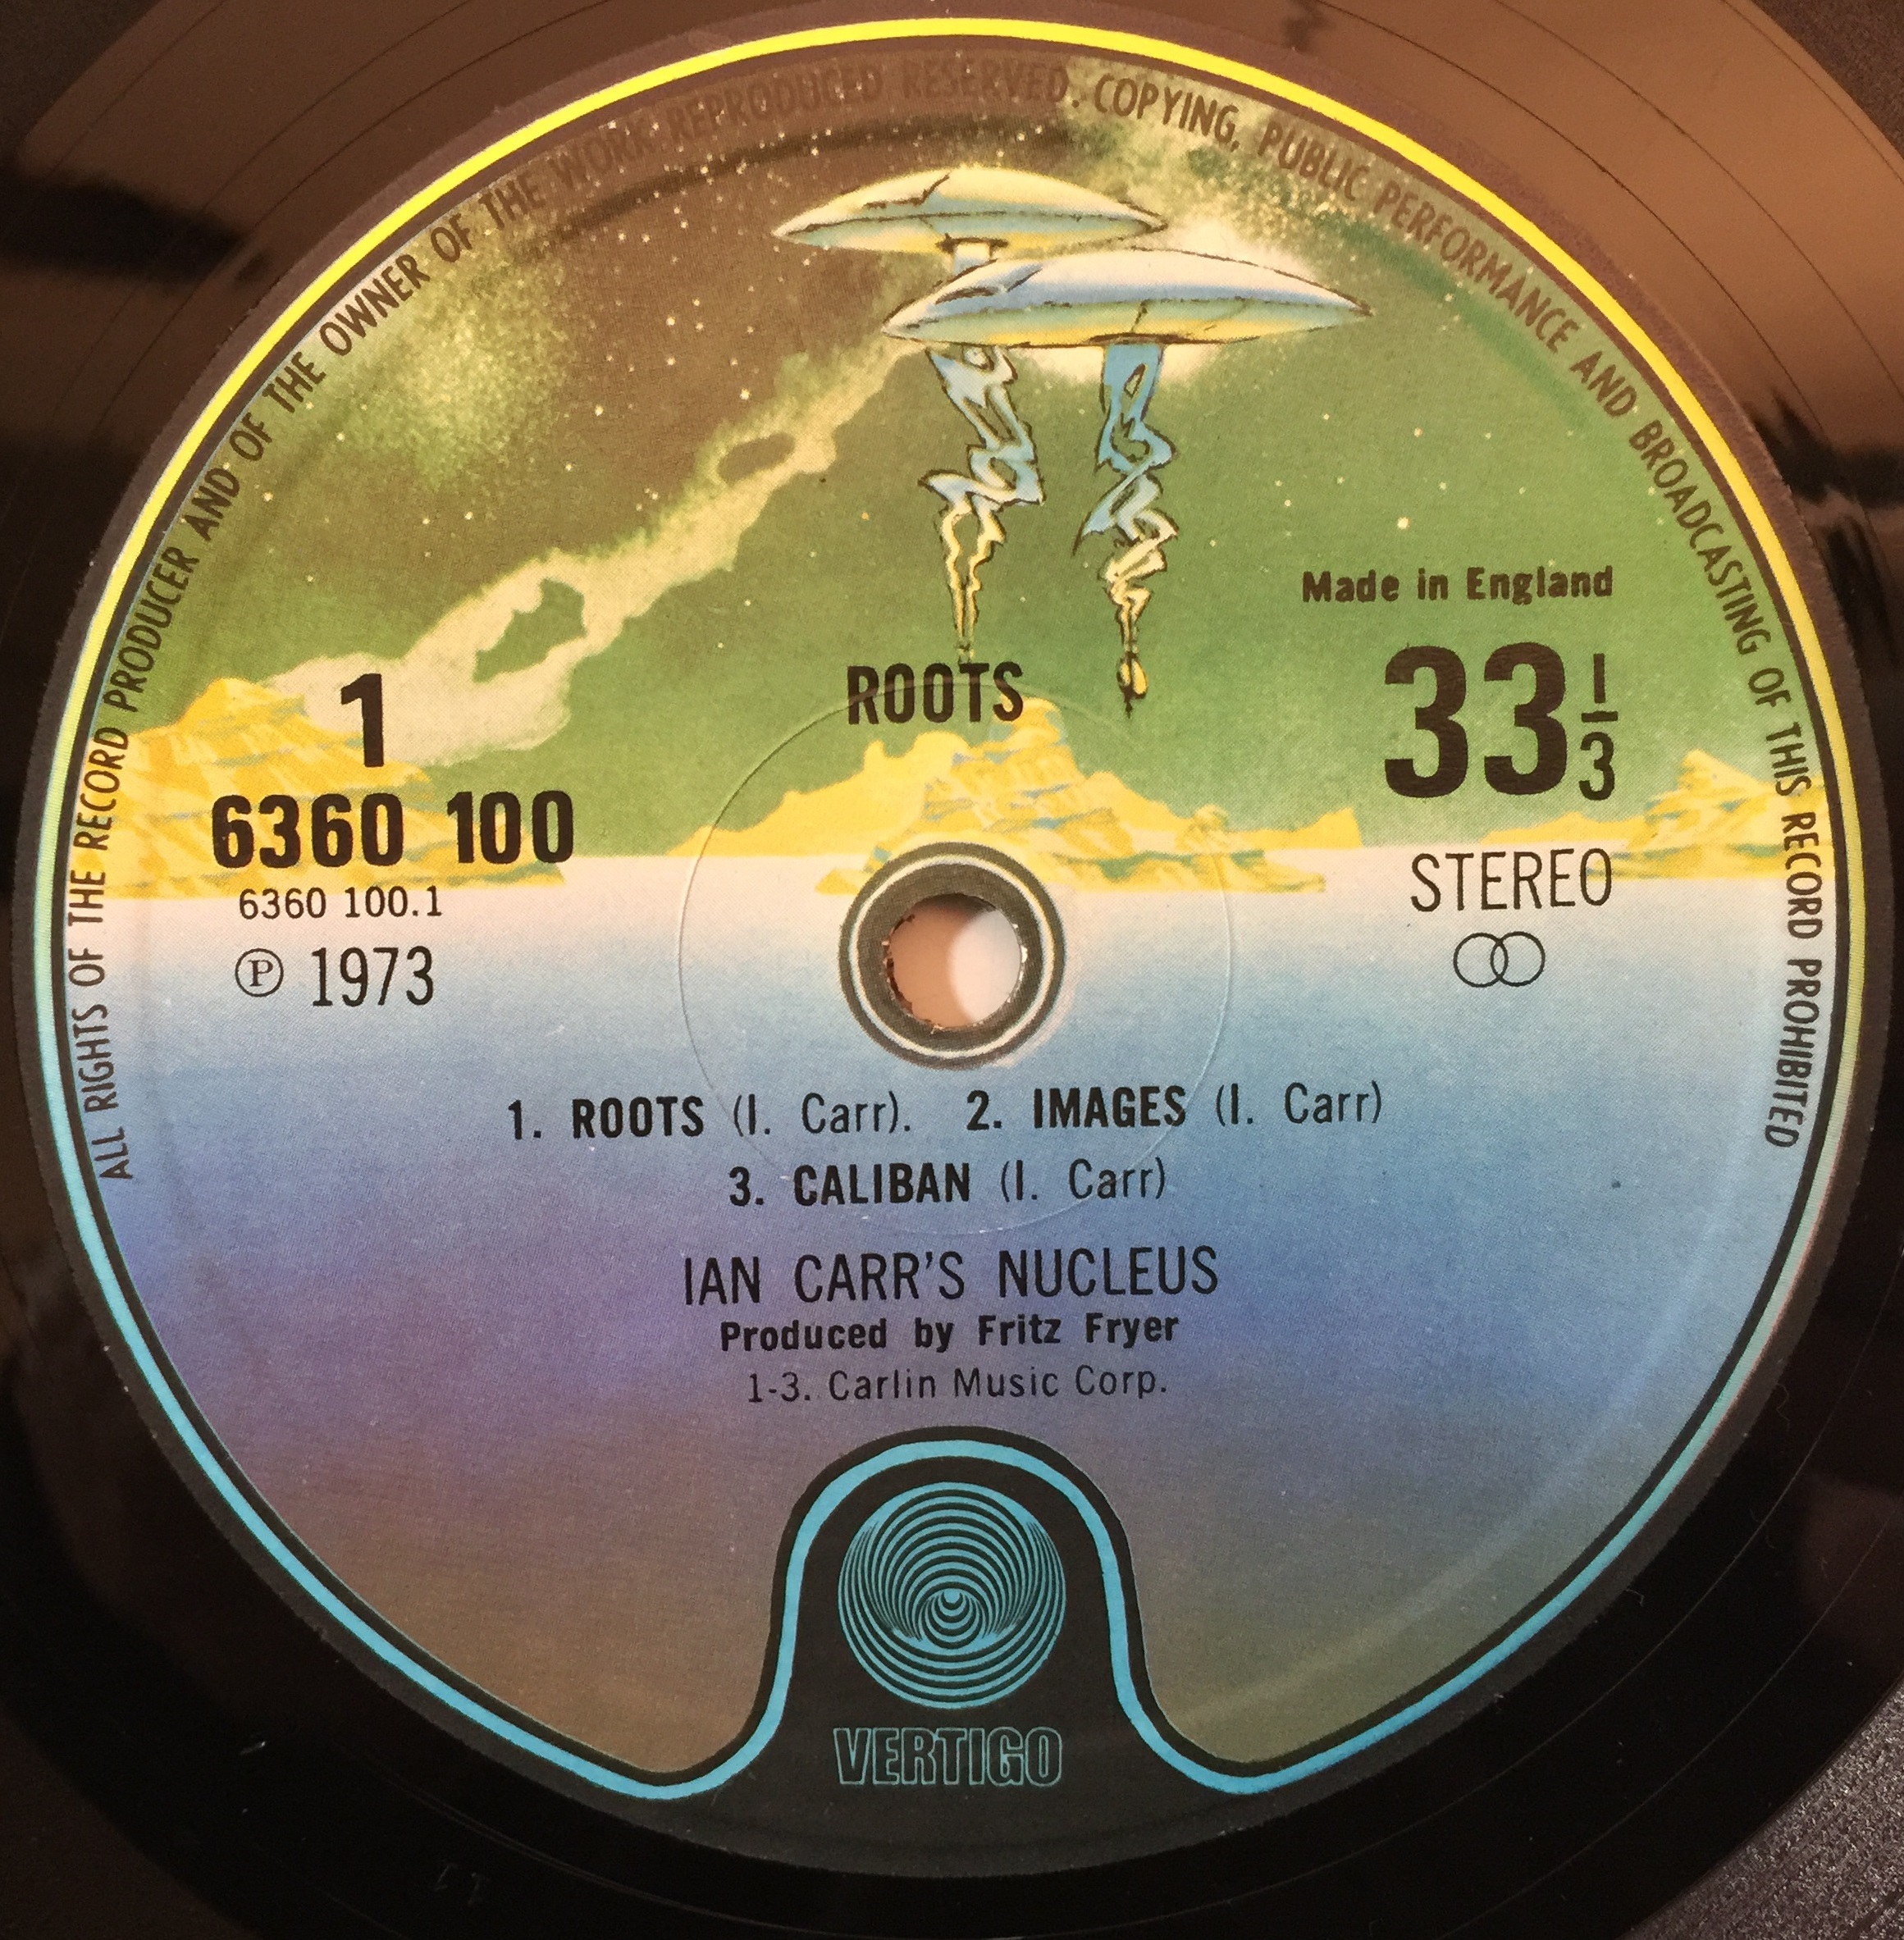 ALL RIGHTS OF THE RECORD PRODUCER AND OF THE OWNER OF THE WORK REPRODUCED RESERVED. COPYING, PUBLIC PERFORMANCE AND BROADCASTING OF THIS RECORD PROHIBITED
Made in England
ROOTS
1
33 1/3
6360 100
STEREO
6360 100.1
Ⓟ 1973
1. ROOTS (I. Carr). 2. IMAGES (I. Carr)
3. CALIBAN (I. Carr)
IAN CARR'S NUCLEUS
Produced by Fritz Fryer
1-3. Carlin Music Corp.
VERTIGO